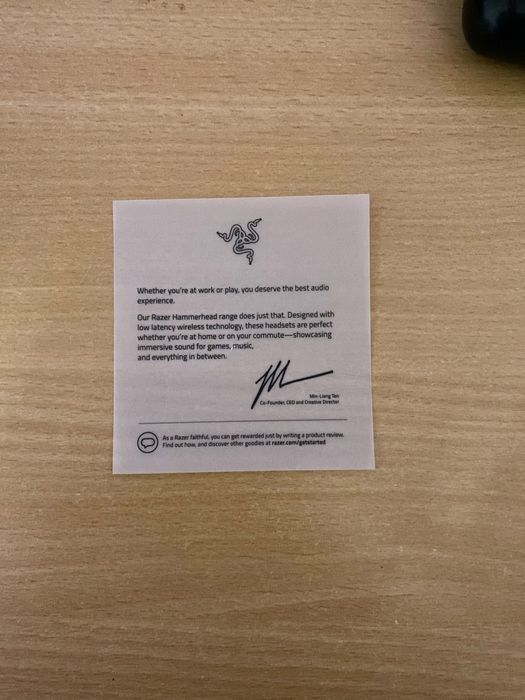 Whether you're at work or play, you deserve the best audio
experience.
Our Razer Hammerhead range does just that. Designed with
low latency wireless technology, these headsets are perfect
whether you're at home or on your commute—showcasing
immersive sound for games, music,
and everything in between.
Min-Liang Tan
Co-Founder, CEO and Creative Director
As a Razer faithful, you can get rewarded just by writing a product review.
Find out how, and discover other goodies at razer.com/getstarted